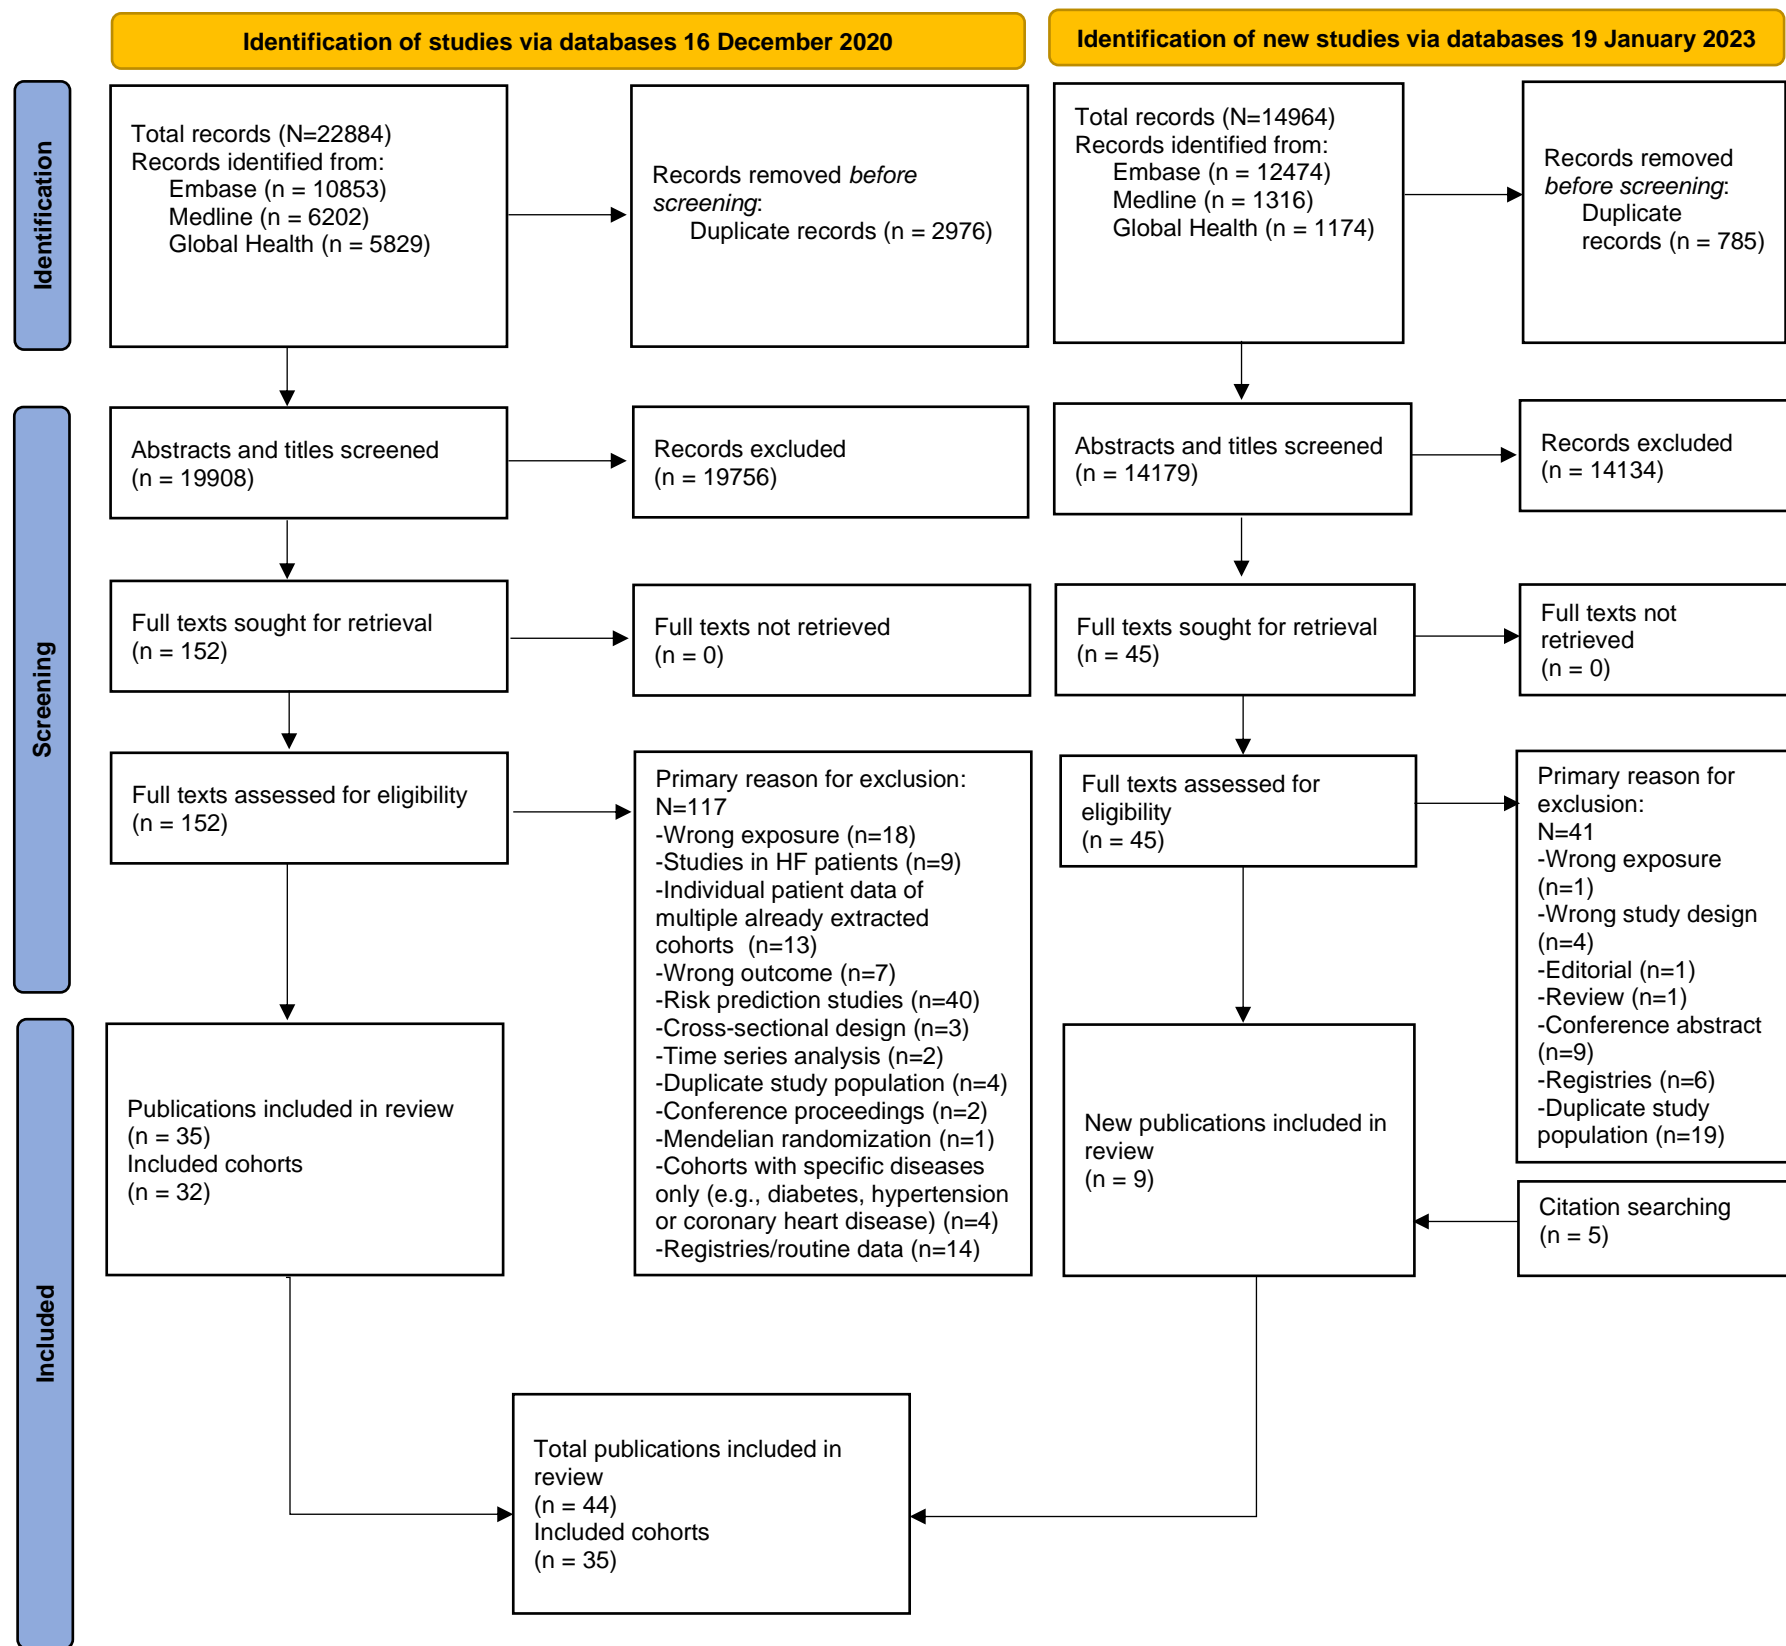 Identification of studies via databases 16 December 2020
Identification of new studies via databases 19 January 2023
Identification
Total records (N=22884)
Records identified from:
Embase (n = 10853)
Medline (n = 6202)
Global Health (n = 5829)
Records removed before
screening:
Duplicate records (n = 2976)
Total records (N=14964)
Records identified from:
Embase (n = 12474)
Medline (n = 1316)
Global Health (n = 1174)
Records removed
before screening:
Duplicate
records (n = 785)
Screening
Abstracts and titles screened
(n = 19908)
Records excluded
(n = 19756)
Abstracts and titles screened
(n = 14179)
Records excluded
(n = 14134)
Full texts sought for retrieval
(n = 152)
Full texts not retrieved
(n = 0)
Full texts sought for retrieval
(n = 45)
Full texts not
retrieved
(n = 0)
Full texts assessed for eligibility
(n = 152)
Primary reason for exclusion:
N=117
-Wrong exposure (n=18)
-Studies in HF patients (n=9)
-Individual patient data of
multiple already extracted
cohorts  (n=13)
-Wrong outcome (n=7)
-Risk prediction studies (n=40)
-Cross-sectional design (n=3)
-Time series analysis (n=2)
-Duplicate study population (n=4)
-Conference proceedings (n=2)
-Mendelian randomization (n=1)
-Cohorts with specific diseases
only (e.g., diabetes, hypertension
or coronary heart disease) (n=4)
-Registries/routine data (n=14)
Full texts assessed for
eligibility
(n = 45)
Primary reason for
exclusion:
N=41
-Wrong exposure
(n=1)
-Wrong study design
(n=4)
-Editorial (n=1)
-Review (n=1)
-Conference abstract
(n=9)
-Registries (n=6)
-Duplicate study
population (n=19)
Included
Publications included in review
(n = 35)
Included cohorts
(n = 32)
New publications included in
review
(n = 9)
Citation searching
(n = 5)
Total publications included in
review
(n = 44)
Included cohorts
(n = 35)